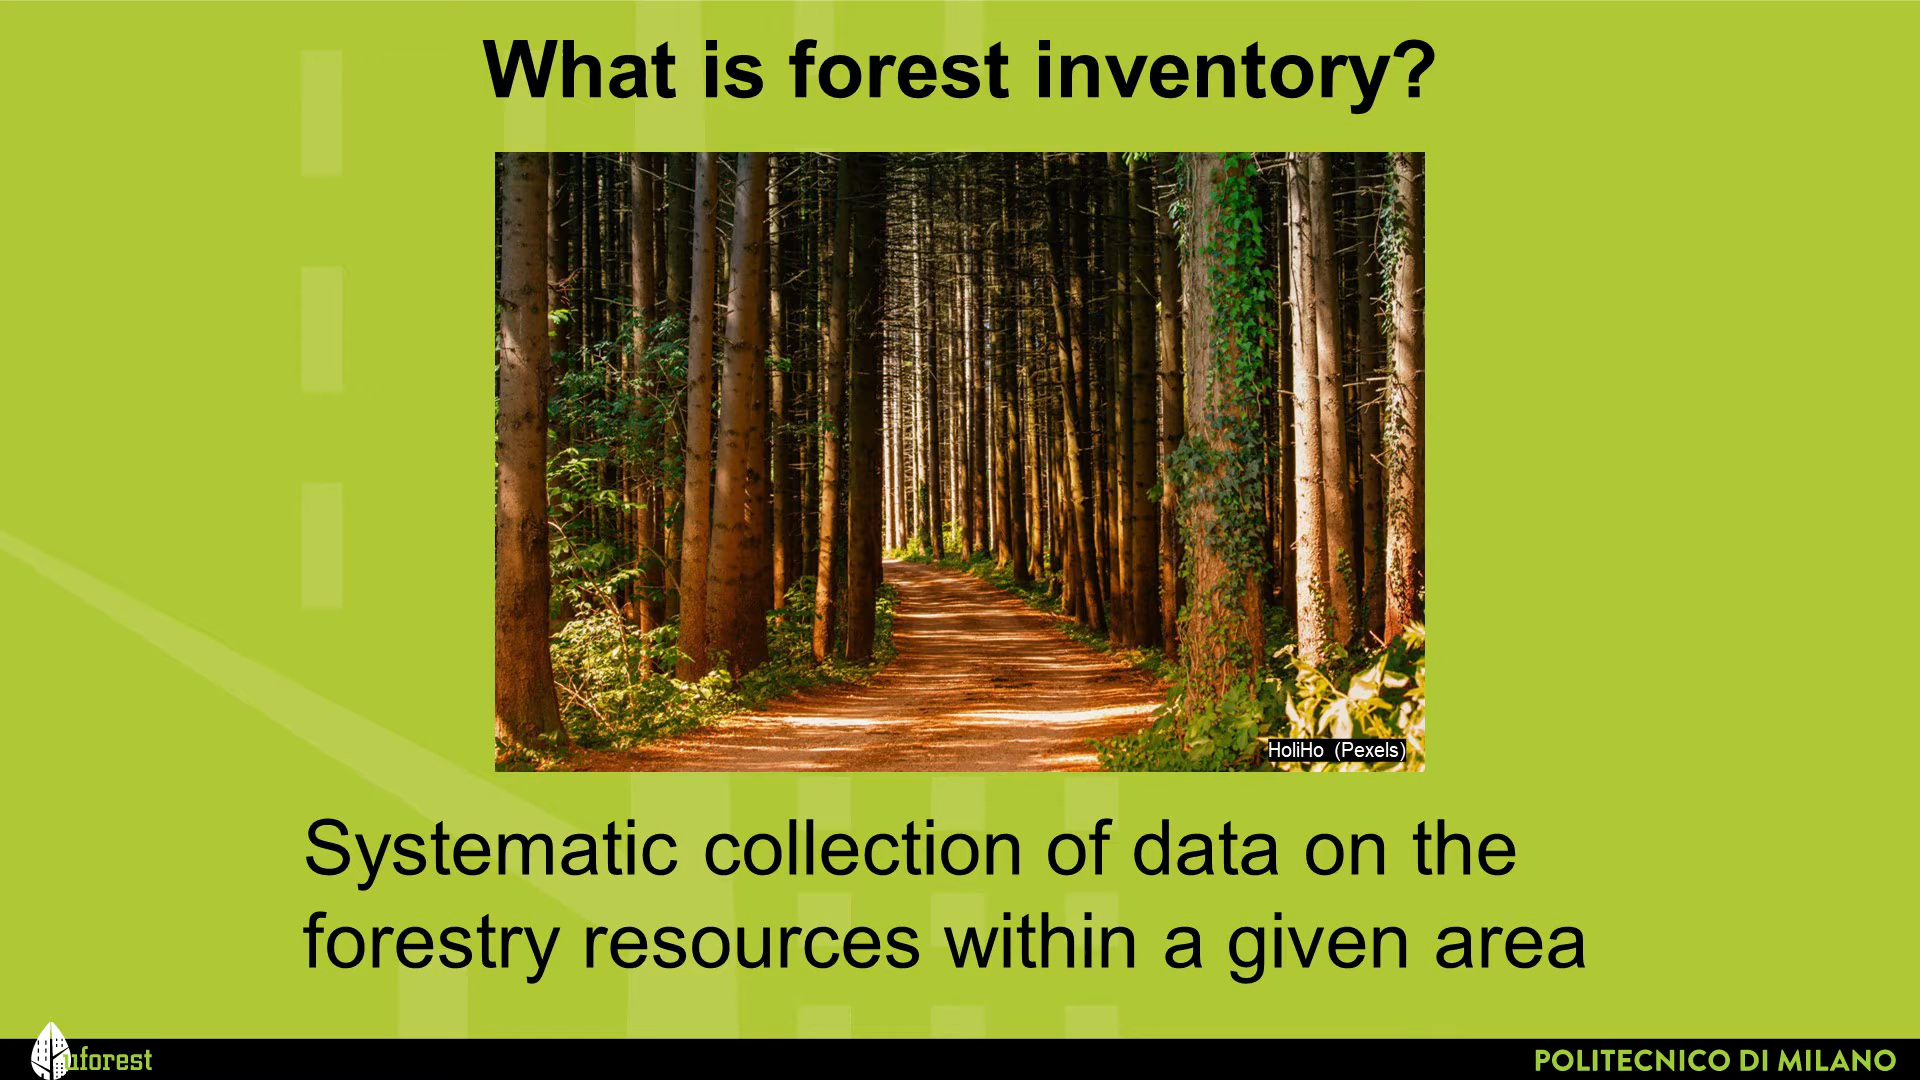 What is forest inventory?
HoliHo (Pexels)
Systematic collection of data on the
forestry resources within a given area
uforest
POLITECNICO DI MILANO